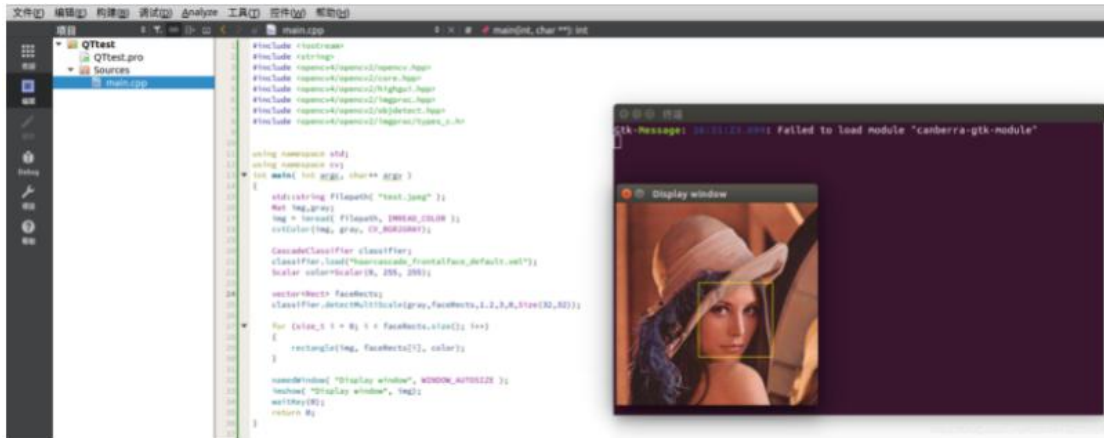 文件(F) 编辑(E) 构建(B) 调试(D) Analyze 工具(T) 控件(W) 帮助(H)
项目
main.cpp
main(int, char **): int
QTtest
QTtest.pro
Sources
main.cpp
Debug
帮助
#include <iostream>
#include <string>
#include <opencv4/opencv2/opencv.hpp>
#include <opencv4/opencv2/core.hpp>
#include <opencv4/opencv2/highgui.hpp>
#include <opencv4/opencv2/imgproc.hpp>
#include <opencv4/opencv2/objdetect.hpp>
#include <opencv4/opencv2/imgproc/types_c.h>
using namespace std;
using namespace cv;
int main( int argc, char** argv )
{
std::string filepath( "test.jpeg" );
Mat img,gray;
img = imread( filepath, IMREAD_COLOR );
cvtColor(img, gray, CV_BGR2GRAY);
CascadeClassifier classifier;
classifier.load("haarcascade_frontalface_default.xml");
Scalar color=Scalar(0, 255, 255);
24
vector<Rect> faceRects;
classifier.detectMultiScale(gray,faceRects,1.2,3,0,Size(32,32));
for (size_t i = 0; i < faceRects.size(); i++)
{
rectangle(img, faceRects[i], color);
}
namedWindow( "Display window", WINDOW_AUTOSIZE );
imshow( "Display window", img);
waitKey(0);
return 0;
}
终端
Gtk-Message: Failed to load module "canberra-gtk-module"
Display window